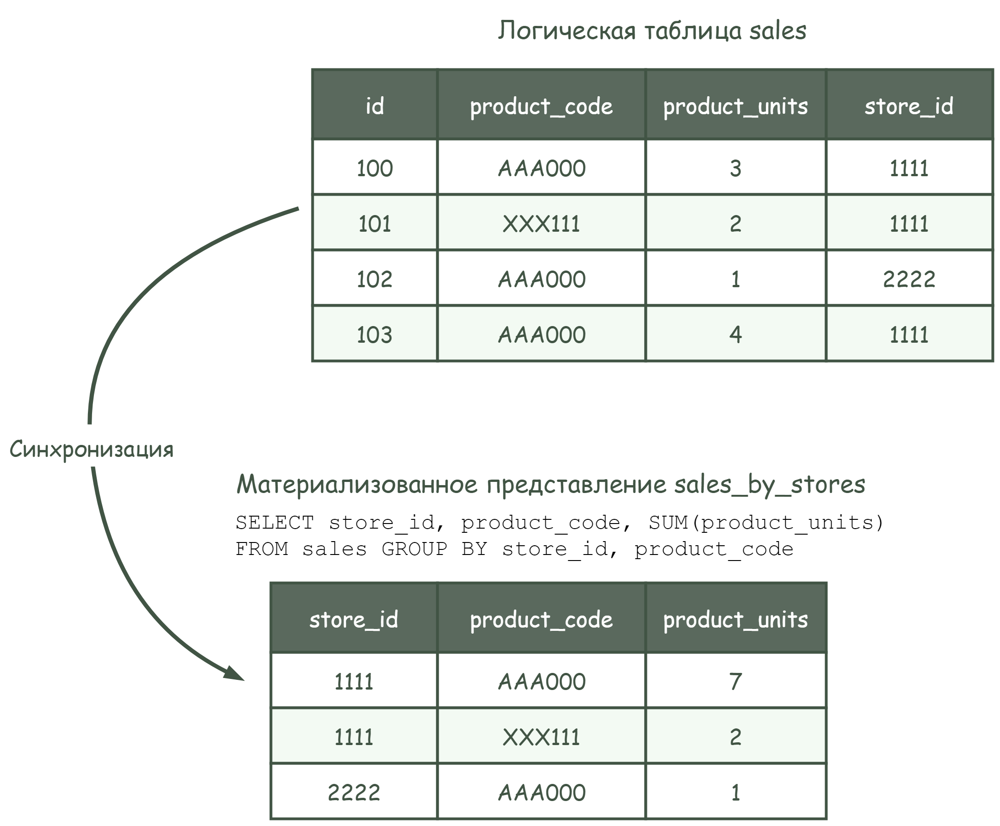 Логическая таблица sales
id product_code product_units store_id
100 AAA000 3 1111
101 XXX111 2 1111
102 AAA000 1 2222
103 AAA000 4 1111
Синхронизация
Материализованное представление sales_by_stores
SELECT store_id, product_code, SUM(product_units)
FROM sales GROUP BY store_id, product_code
store_id product_code product_units
1111 AAA000 7
1111 XXX111 2
2222 AAA000 1